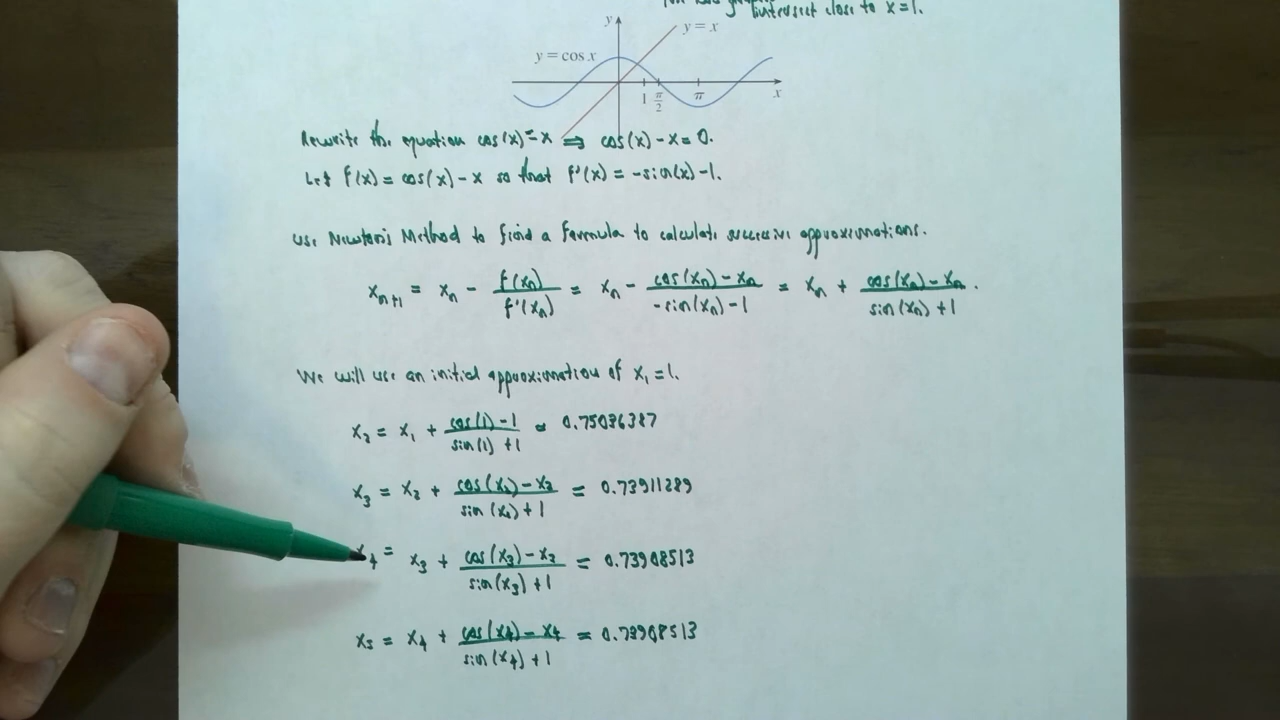 intersect close to x=1.
y
y = x
y = cos x
1 π/2 π x
Rewrite the equation cos(x)=x ⟹ cos(x)-x=0.
Let f(x)=cos(x)-x so that f'(x)=-sin(x)-1.
Use Newton's Method to find a formula to calculate successive approximations.
x_{n+1} = x_n - f(x_n)/f'(x_n) = x_n - (cos(x_n)-x_n)/(-sin(x_n)-1) = x_n + (cos(x_n)-x_n)/(sin(x_n)+1).
We will use an initial approximation of x_1=1.
x_2 = x_1 + (cos(1)-1)/(sin(1)+1) ≈ 0.75036387
x_3 = x_2 + (cos(x_2)-x_2)/(sin(x_2)+1) = 0.73911289
x_4 = x_3 + (cos(x_3)-x_3)/(sin(x_3)+1) = 0.73908513
x_5 = x_4 + (cos(x_4)-x_4)/(sin(x_4)+1) = 0.73908513